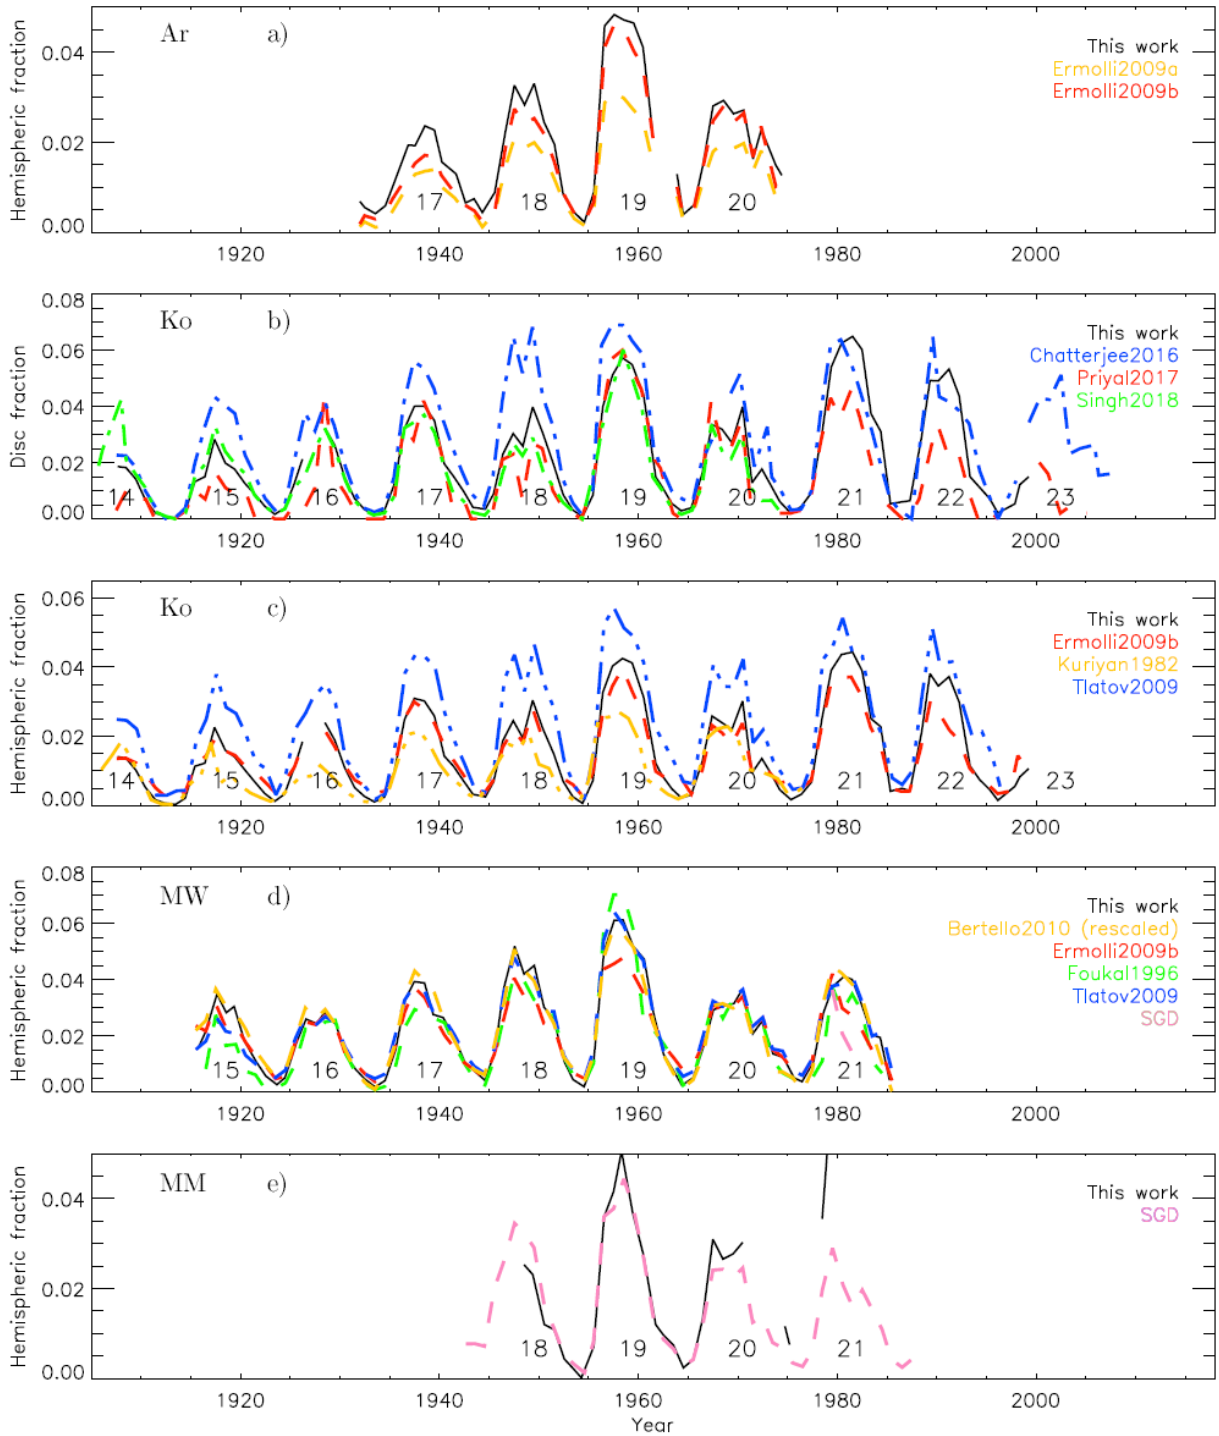 Ar a)
This work
Ermolli2009a
Ermolli2009b
Hemispheric fraction
0.04
0.02
0.00
17 18 19 20
1920 1940 1960 1980 2000
Ko b)
This work
Chatterjee2016
Priyal2017
Singh2018
Disc fraction
0.08
0.06
0.04
0.02
0.00
14 15 16 17 18 19 20 21 22 23
1920 1940 1960 1980 2000
Ko c)
This work
Ermolli2009b
Kuriyan1982
Tlatov2009
Hemispheric fraction
0.06
0.04
0.02
0.00
14 15 16 17 18 19 20 21 22 23
1920 1940 1960 1980 2000
MW d)
This work
Bertello2010 (rescaled)
Ermolli2009b
Foukal1996
Tlatov2009
SGD
Hemispheric fraction
0.08
0.06
0.04
0.02
0.00
15 16 17 18 19 20 21
1920 1940 1960 1980 2000
MM e)
This work
SGD
Hemispheric fraction
0.04
0.02
0.00
18 19 20 21
1920 1940 1960 1980 2000
Year